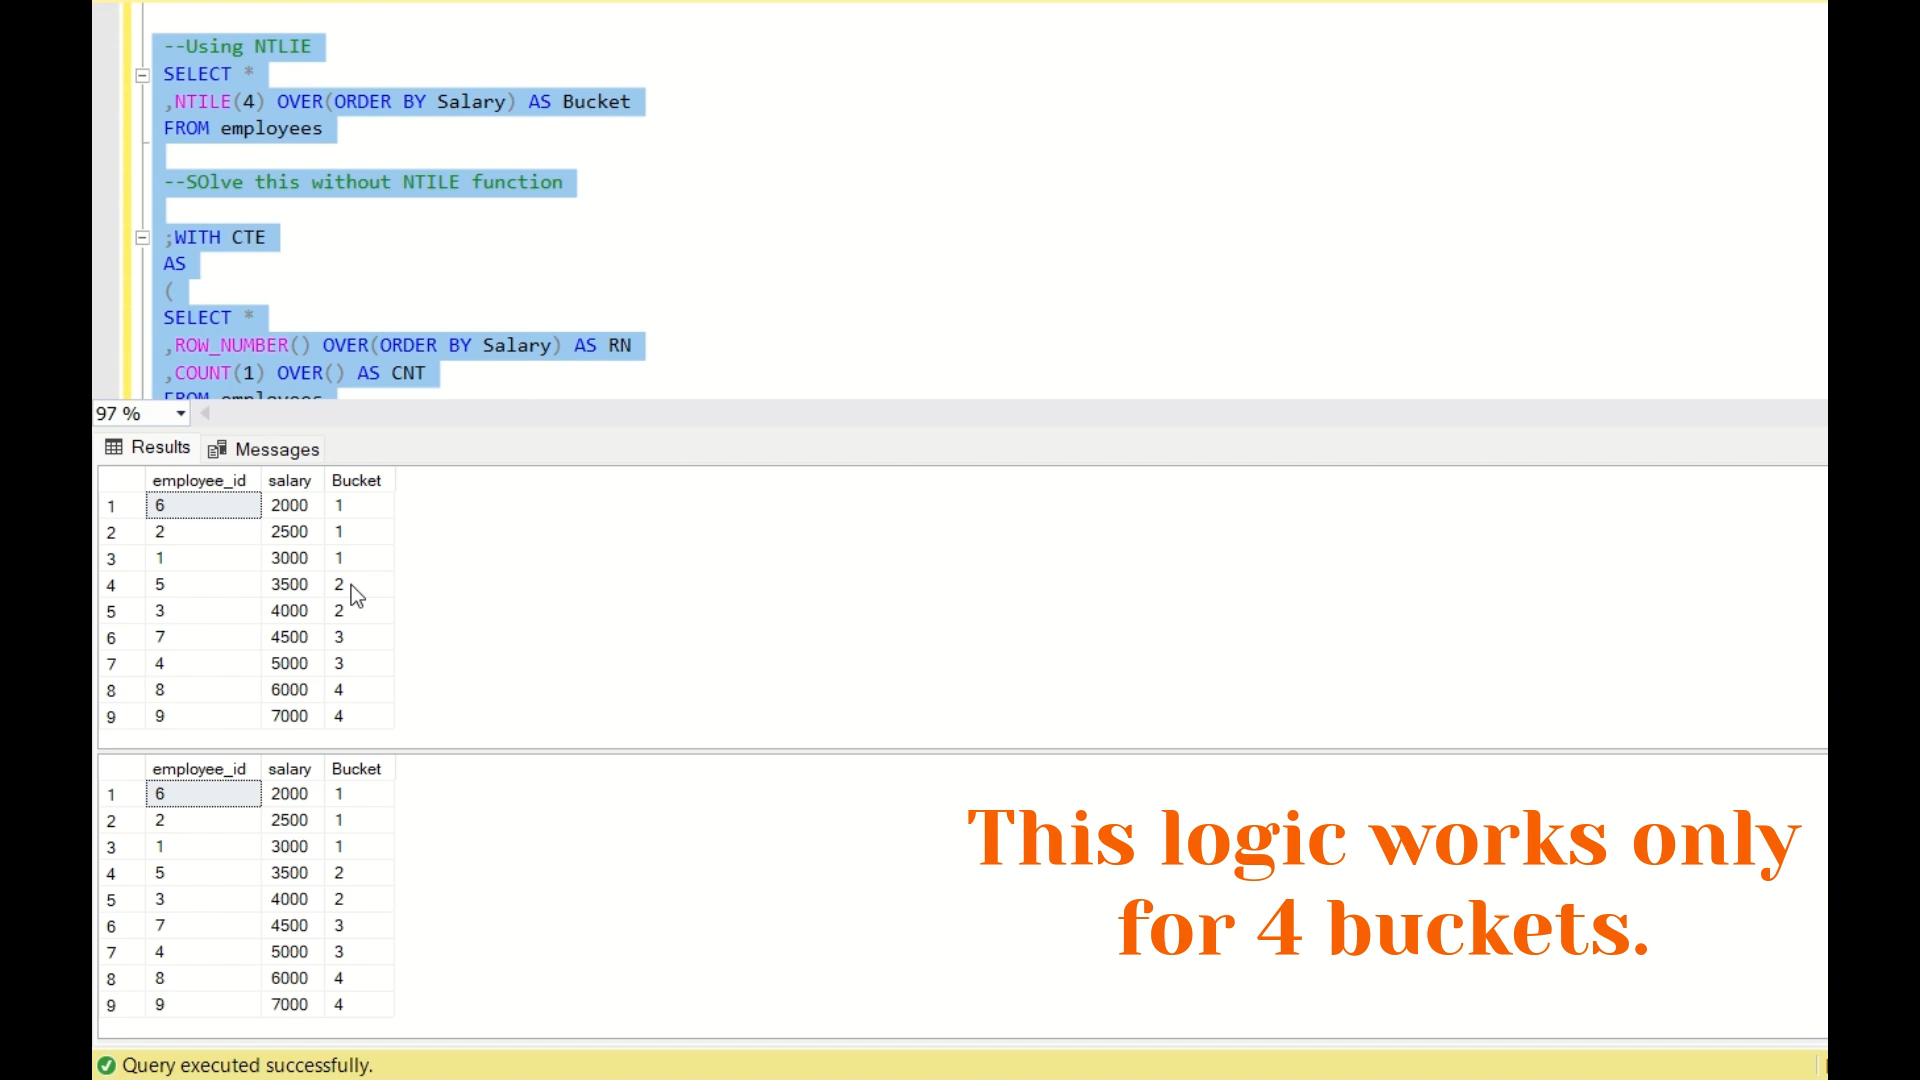 --Using NTLIE
SELECT *
,NTILE(4) OVER(ORDER BY Salary) AS Bucket
FROM employees
--SOlve this without NTILE function
;WITH CTE
AS
(
SELECT *
,ROW_NUMBER() OVER(ORDER BY Salary) AS RN
,COUNT(1) OVER() AS CNT
FROM employees
97 %
Results Messages
employee_id salary Bucket
1 6 2000 1
2 2 2500 1
3 1 3000 1
4 5 3500 2
5 3 4000 2
6 7 4500 3
7 4 5000 3
8 8 6000 4
9 9 7000 4
employee_id salary Bucket
1 6 2000 1
2 2 2500 1
3 1 3000 1
4 5 3500 2
5 3 4000 2
6 7 4500 3
7 4 5000 3
8 8 6000 4
9 9 7000 4
This logic works only
for 4 buckets.
Query executed successfully.